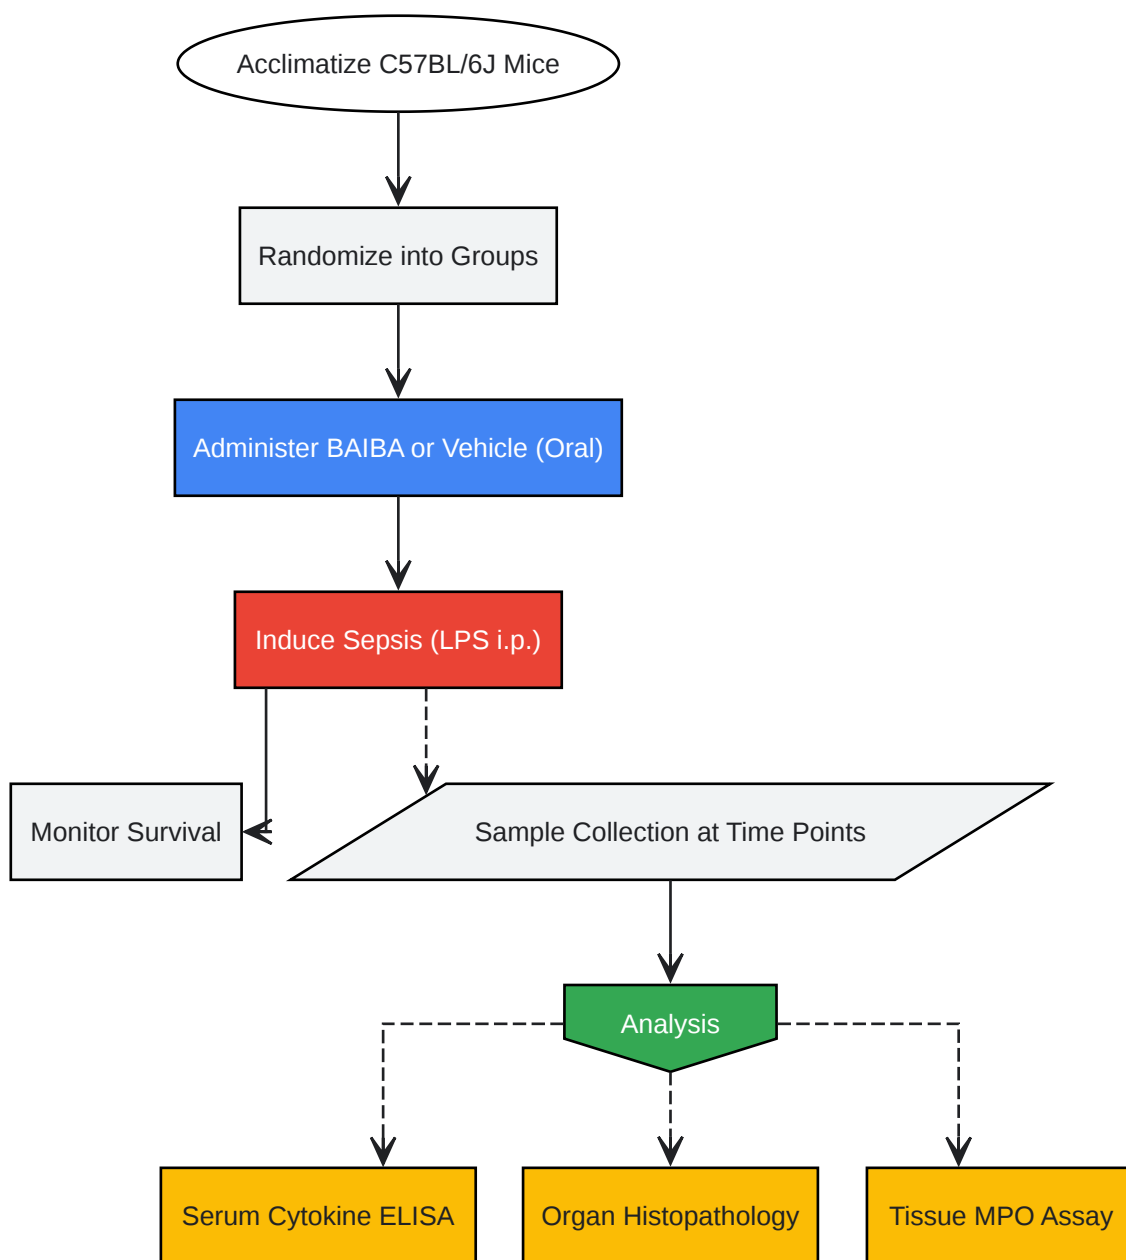 Acclimatize C57BL/6J Mice
Randomize into Groups
Administer BAIBA or Vehicle (Oral)
Induce Sepsis (LPS i.p.)
Monitor Survival
Sample Collection at Time Points
Analysis
Serum Cytokine ELISA
Organ Histopathology
Tissue MPO Assay